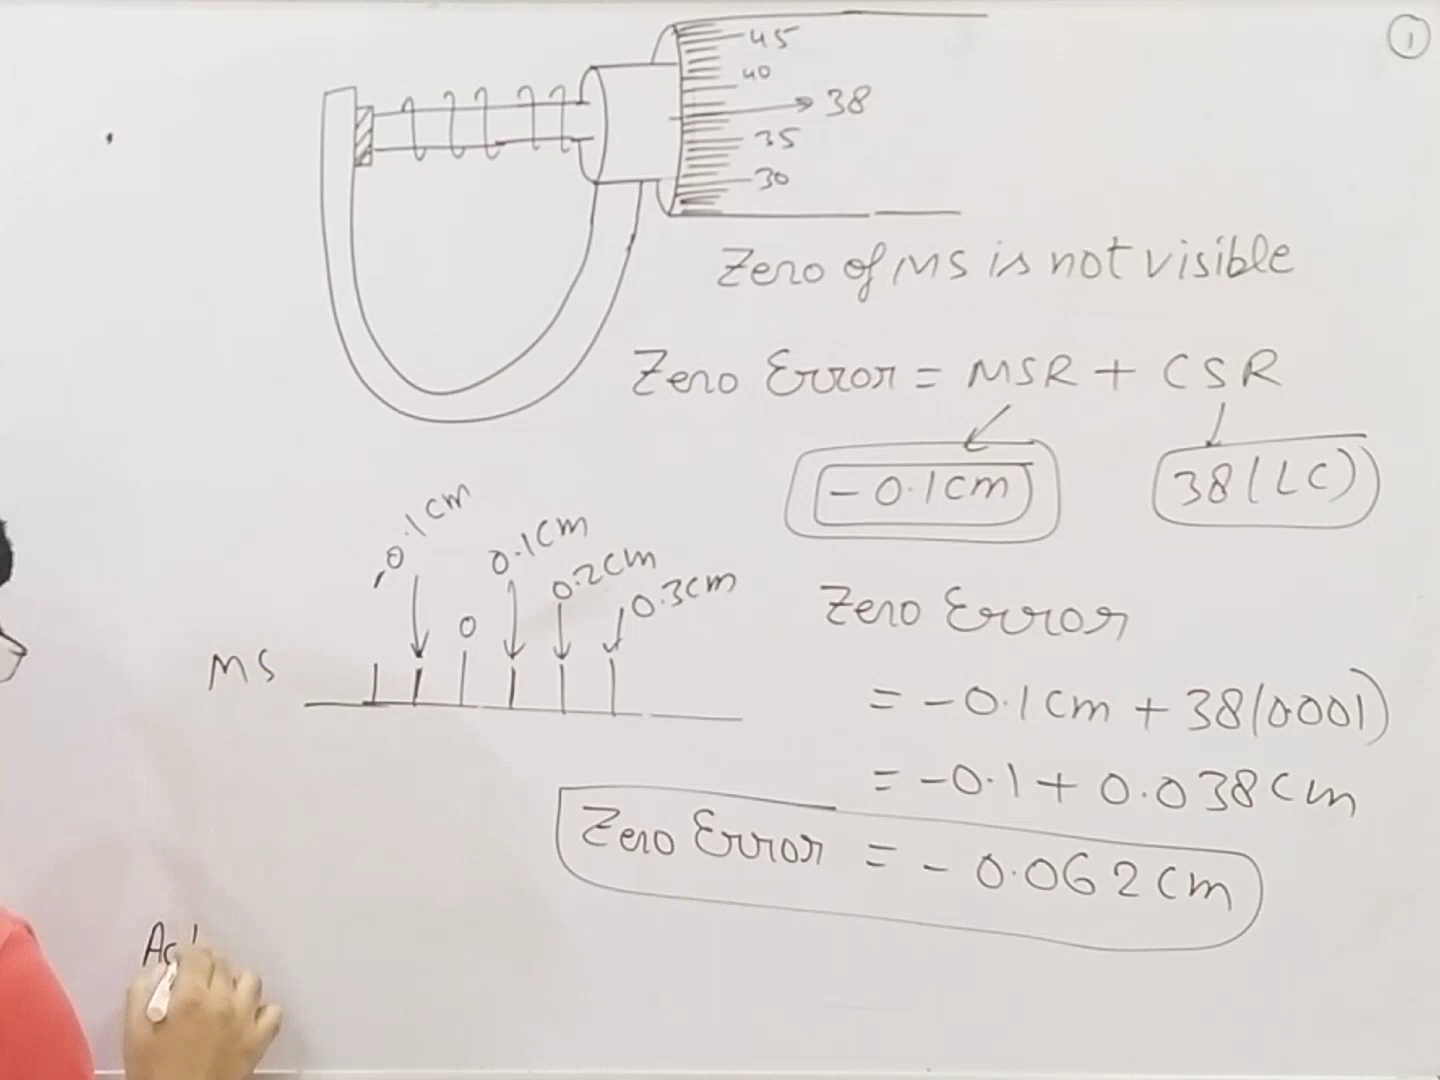 1
45
40
38
35
30
Zero of MS is not visible
Zero Error = MSR + CSR
-0.1cm 38(LC)
-0.1cm 0 0.1cm 0.2cm 0.3cm
MS
Zero Error
= -0.1cm + 38(0.001)
= -0.1 + 0.038cm
Zero Error = -0.062cm